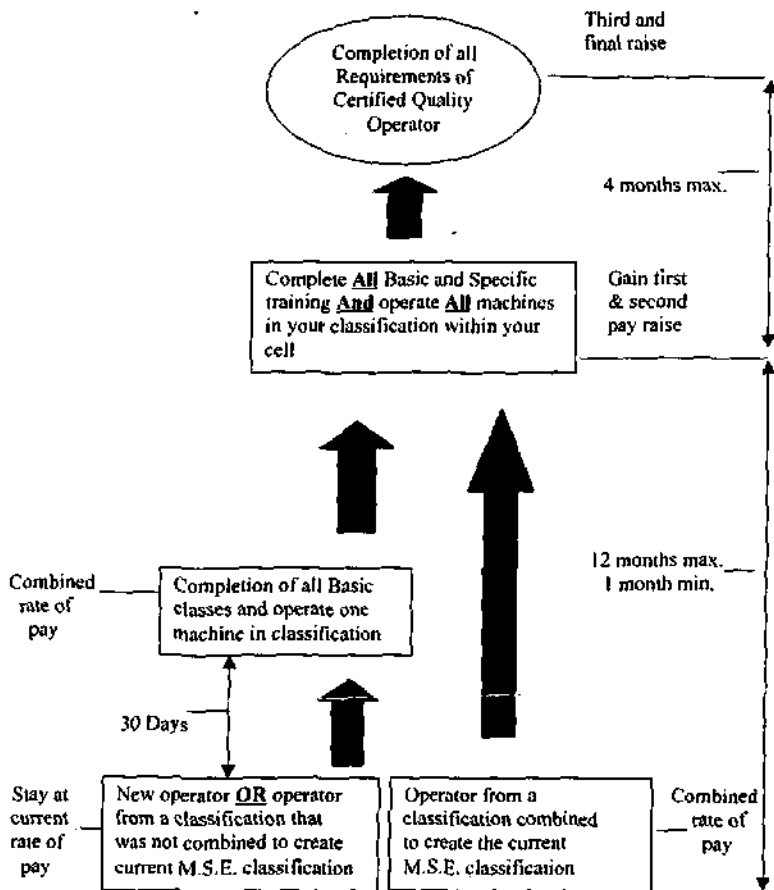 Third and
final raise
Completion of all
Requirements of
Certified Quality
Operator
4 months max.
Complete All Basic and Specific
training And operate All machines
in your classification within your
cell
Gain first
& second
pay raise
12 months max.
1 month min.
Combined
rate of
pay
Completion of all Basic
classes and operate one
machine in classification
30 Days
Stay at
current
rate of
pay
New operator OR operator
from a classification that
was not combined to create
current M.S.E. classification
Operator from a
classification combined
to create the current
M.S.E. classification
Combined
rate of
pay